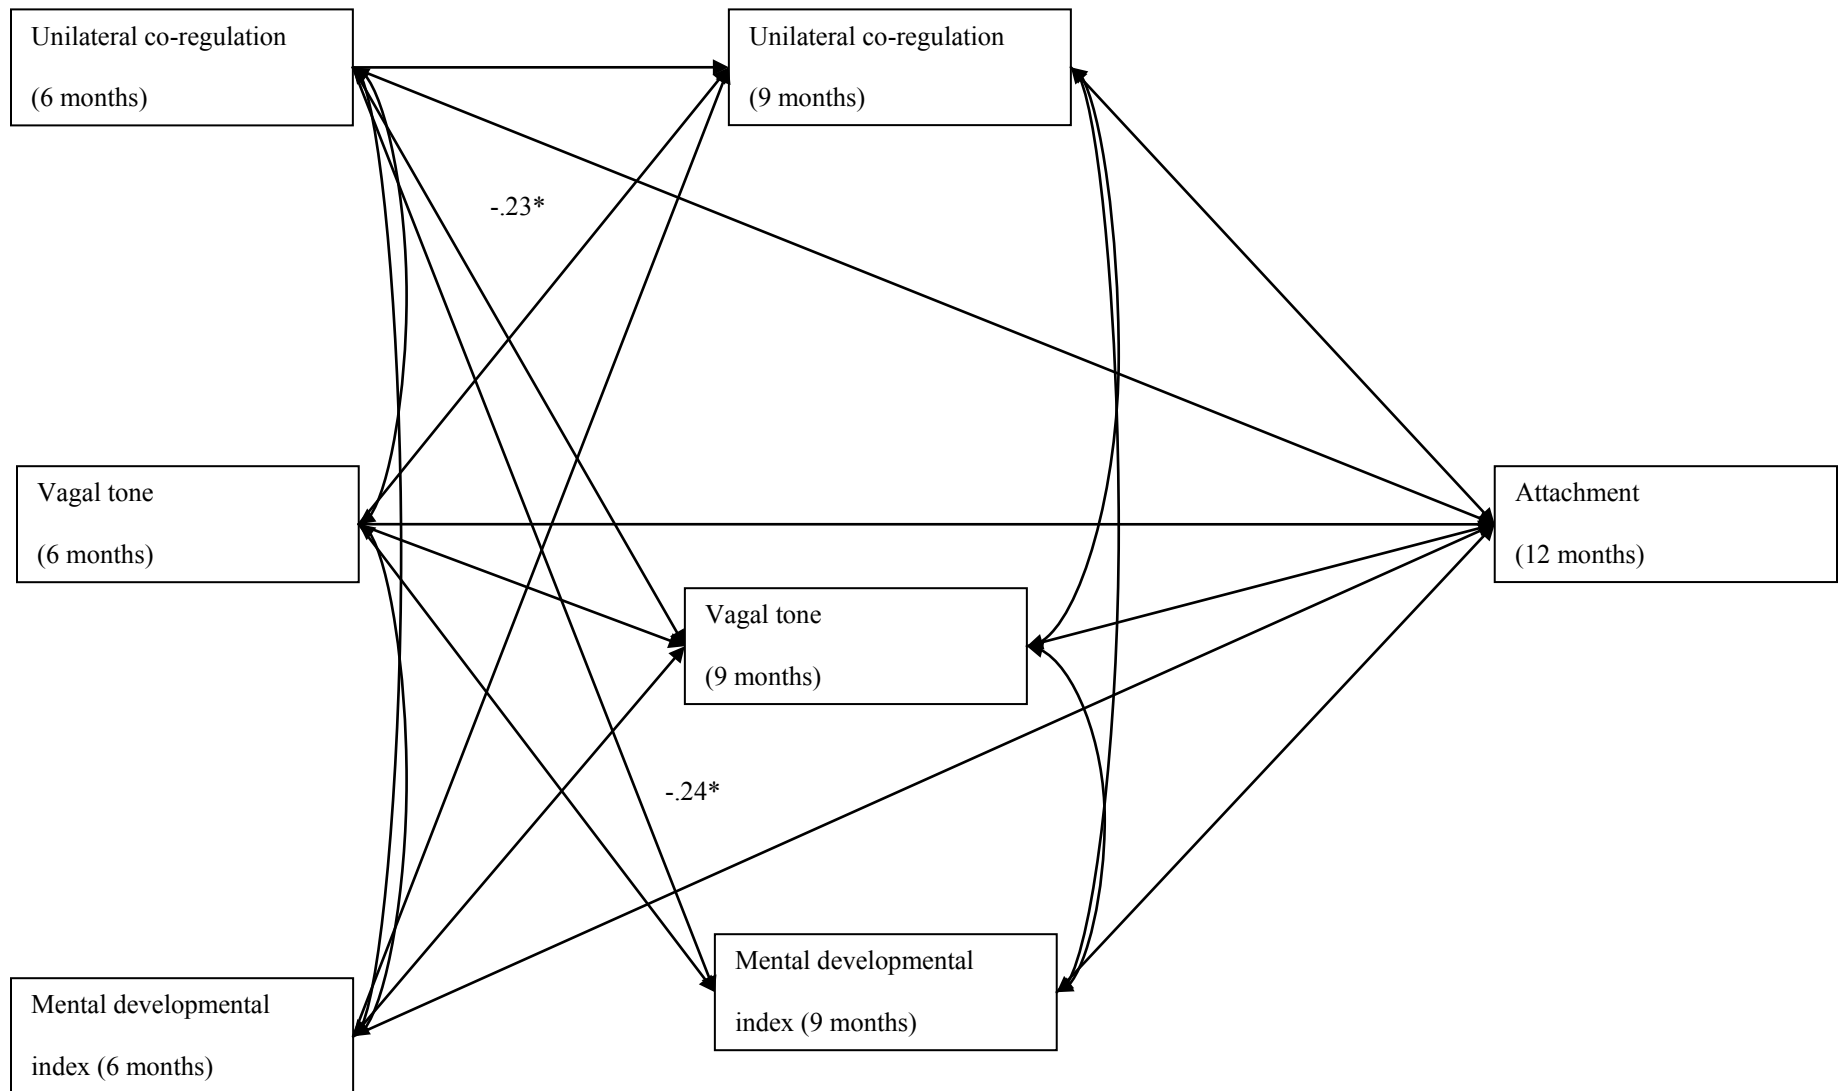 Unilateral co-regulation
(6 months)
Unilateral co-regulation
(9 months)
-.23*
Vagal tone
(6 months)
Attachment
(12 months)
Vagal tone
(9 months)
-.24*
Mental developmental
index (9 months)
Mental developmental
index (6 months)